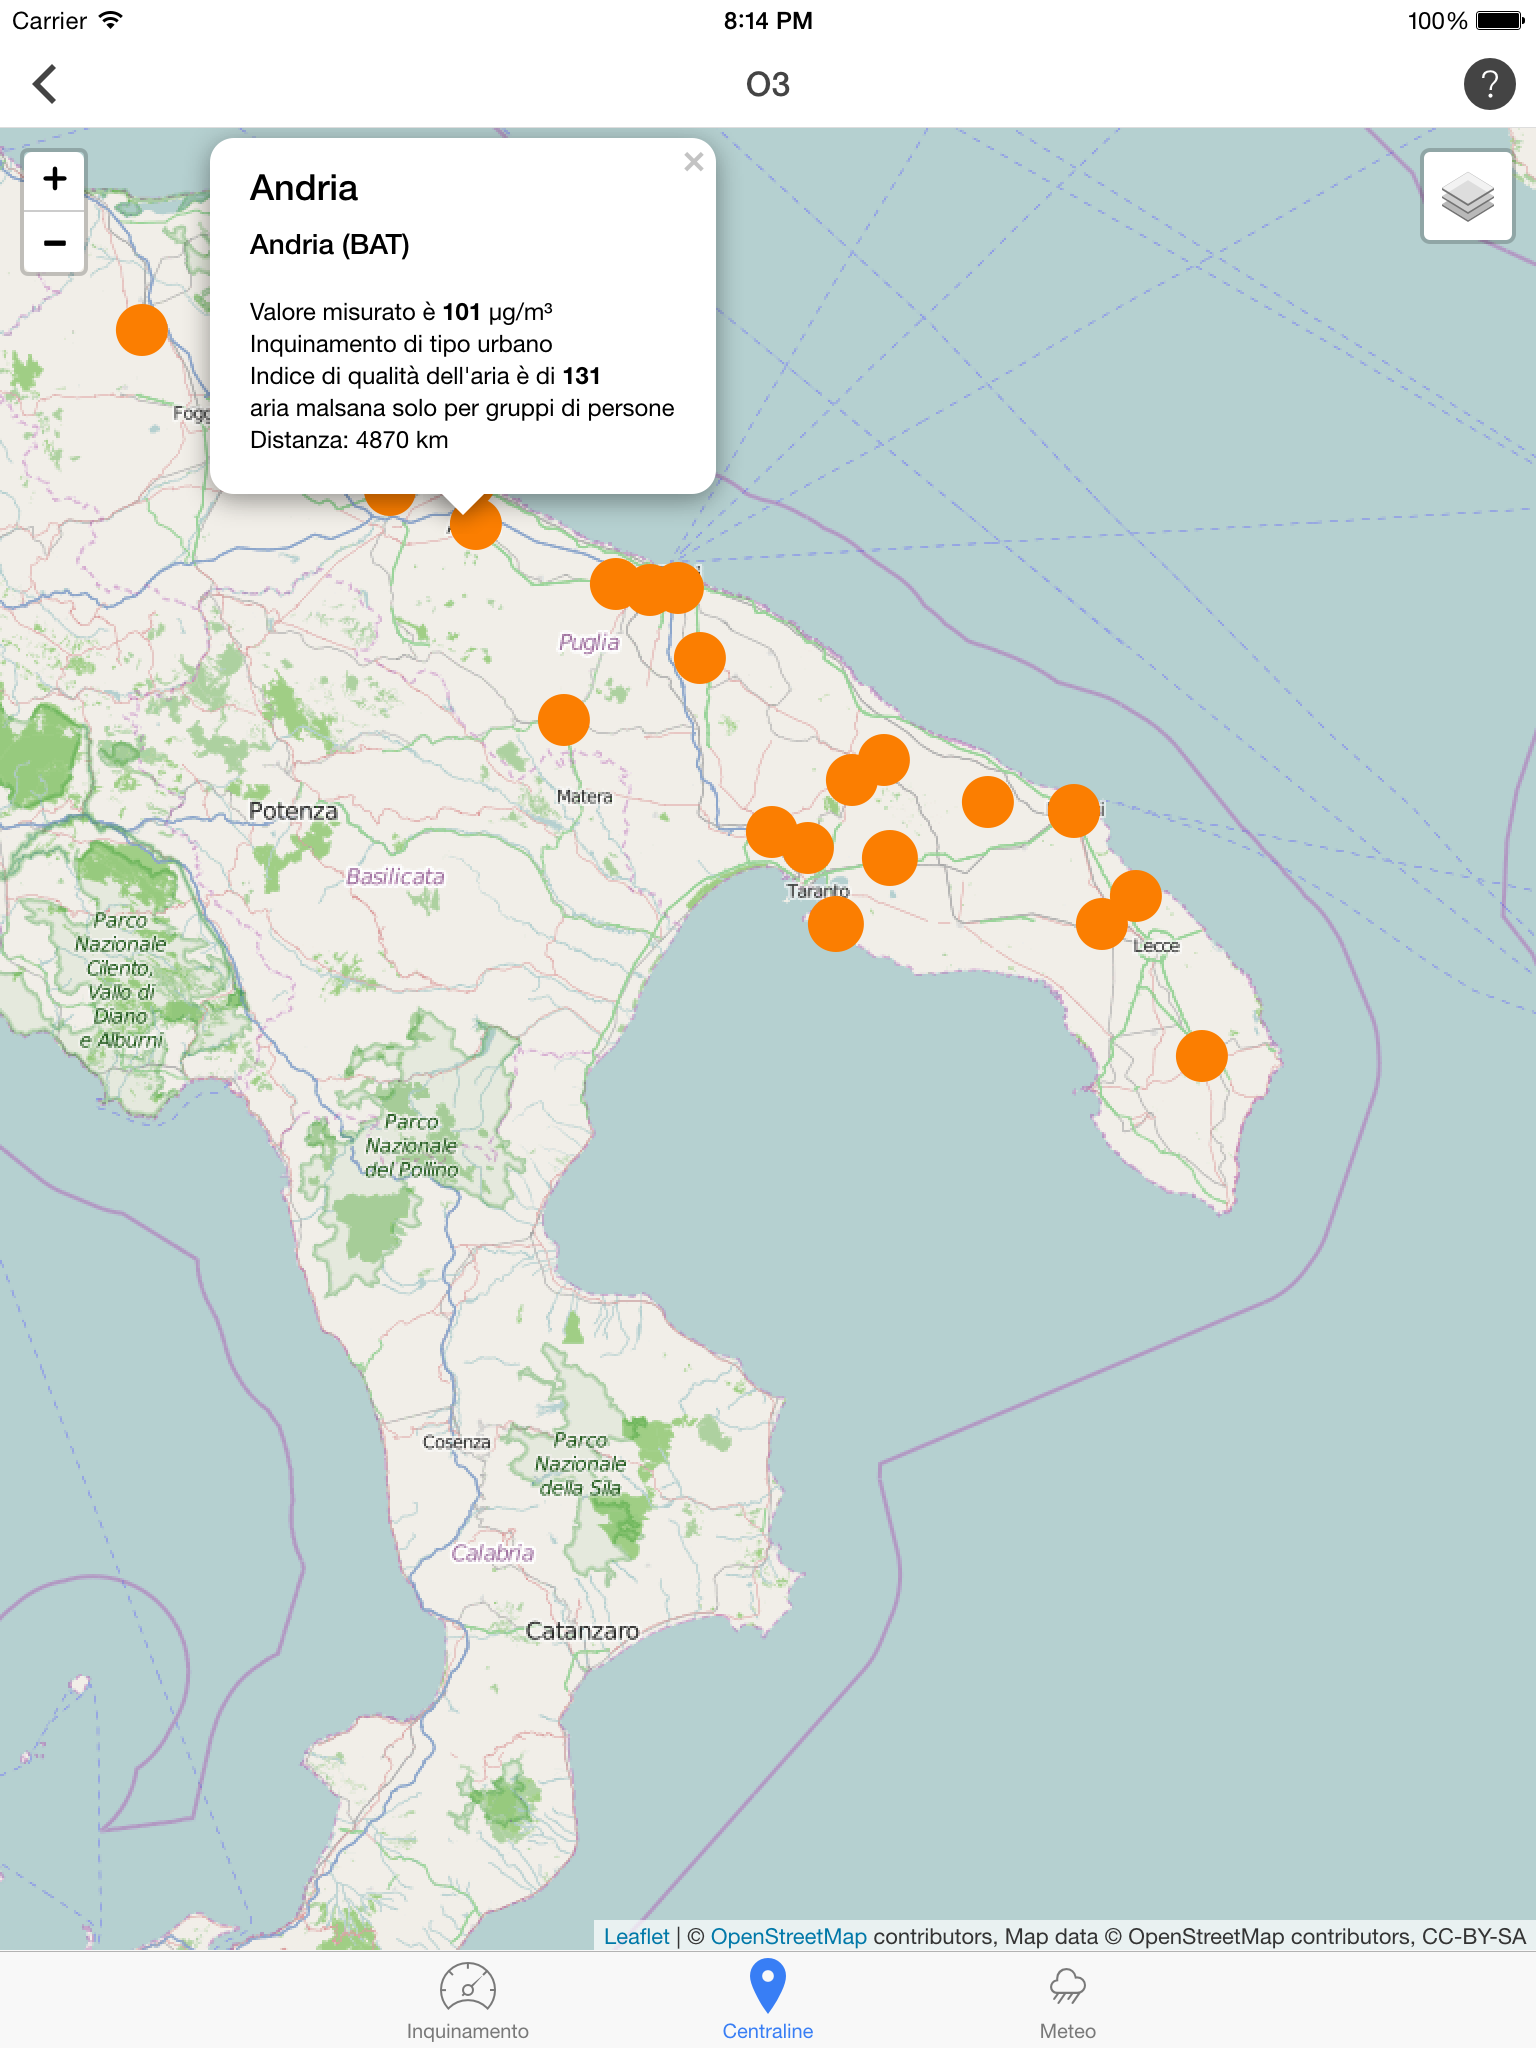 Carrier
8:14 PM
100%
O3
?
+
−
×
Andria
Andria (BAT)
Valore misurato è 101 µg/m³
Inquinamento di tipo urbano
Indice di qualità dell'aria è di 131
aria malsana solo per gruppi di persone
Distanza: 4870 km
Puglia
Potenza
Matera
Basilicata
Taranto
Lecce
Parco
Nazionale
Cilento,
Vallo di
Diano
e Alburni
Parco
Nazionale
del Pollino
Cosenza
Parco
Nazionale
della Sila
Calabria
Catanzaro
Leaflet | © OpenStreetMap contributors, Map data © OpenStreetMap contributors, CC-BY-SA
Inquinamento
Centraline
Meteo